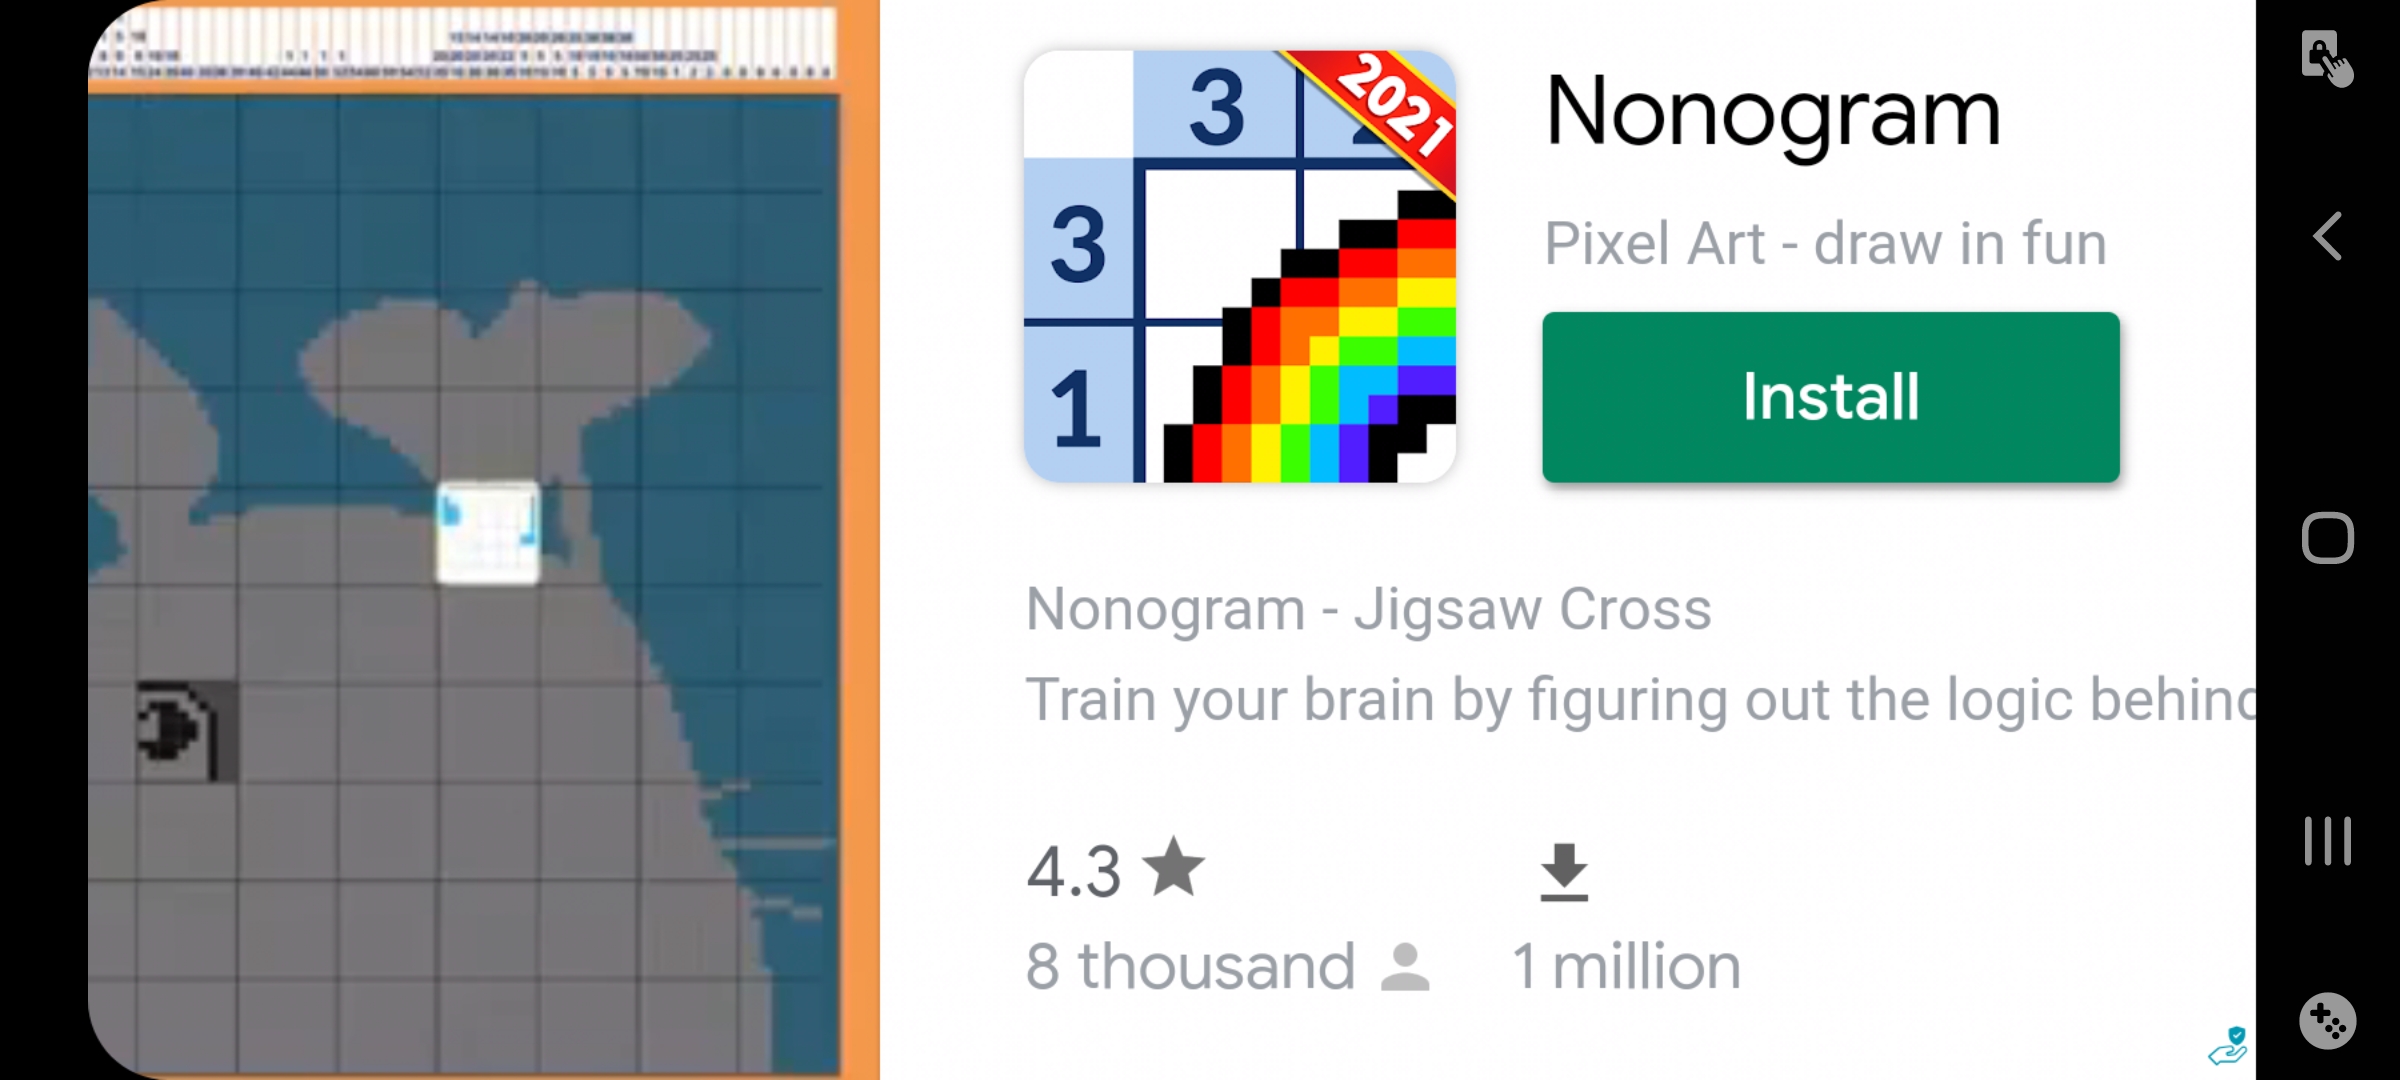 3
2021
3
1
Nonogram
Pixel Art - draw in fun
Install
Nonogram - Jigsaw Cross
Train your brain by figuring out the logic behind
4.3
8 thousand
1 million